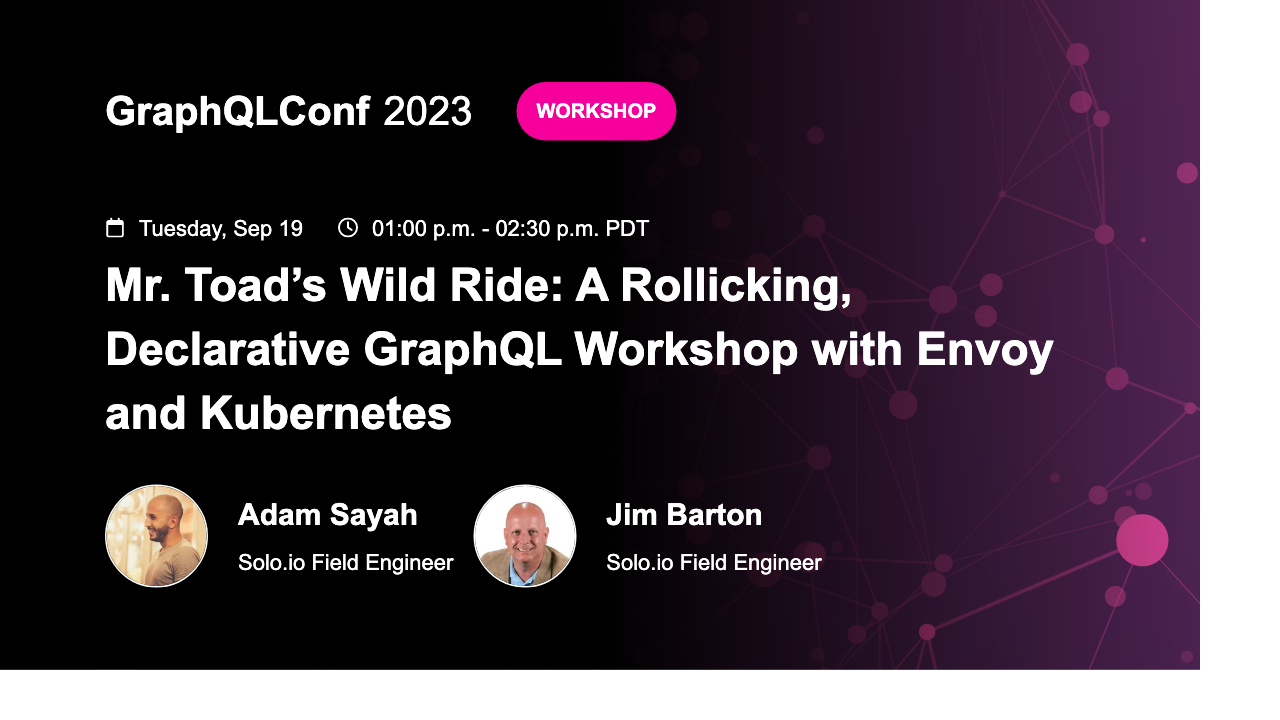 GraphQLConf 2023
WORKSHOP
Tuesday, Sep 19
01:00 p.m. - 02:30 p.m. PDT
Mr. Toad’s Wild Ride: A Rollicking,
Declarative GraphQL Workshop with Envoy
and Kubernetes
Adam Sayah
Solo.io Field Engineer
Jim Barton
Solo.io Field Engineer